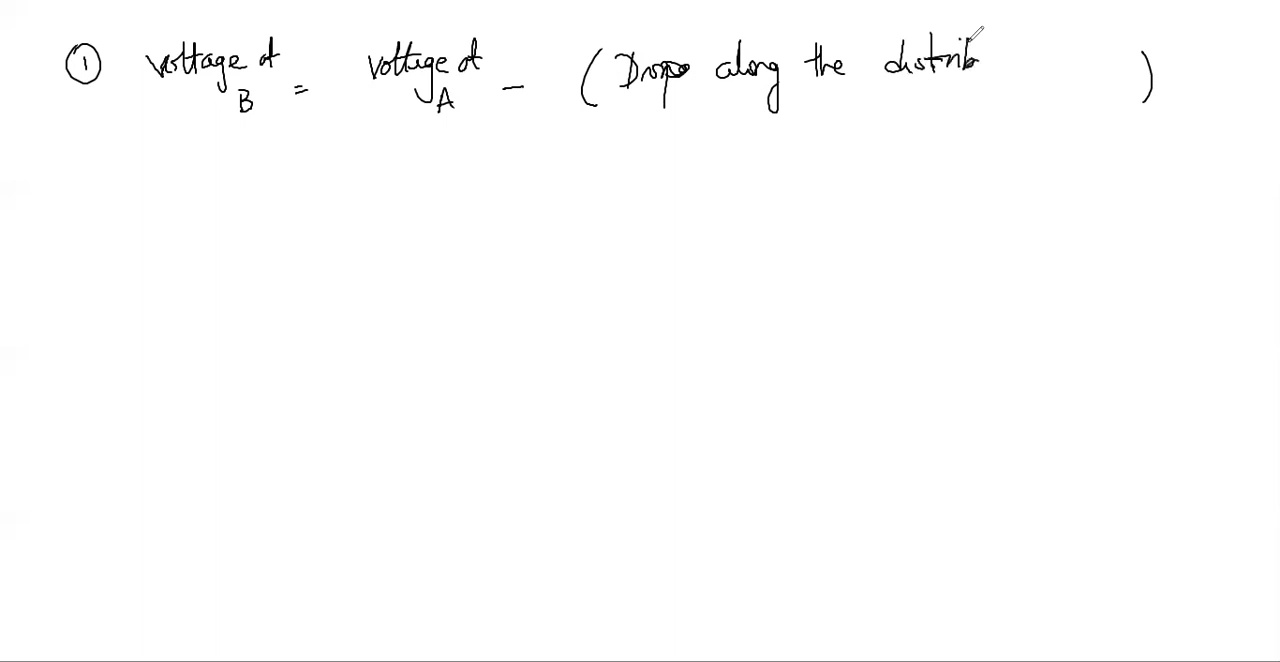 ① voltage at B = voltage at A - (Drop along the distrib )